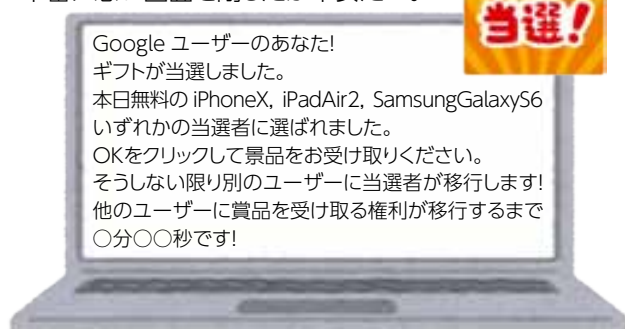 当選!
Google ユーザーのあなた!
ギフトが当選しました。
本日無料の iPhoneX, iPadAir2, SamsungGalaxyS6
いずれかの当選者に選ばれました。
OKをクリックして景品をお受け取りください。
そうしない限り別のユーザーに当選者が移行します!
他のユーザーに賞品を受け取る権利が移行するまで
○分○○秒です!